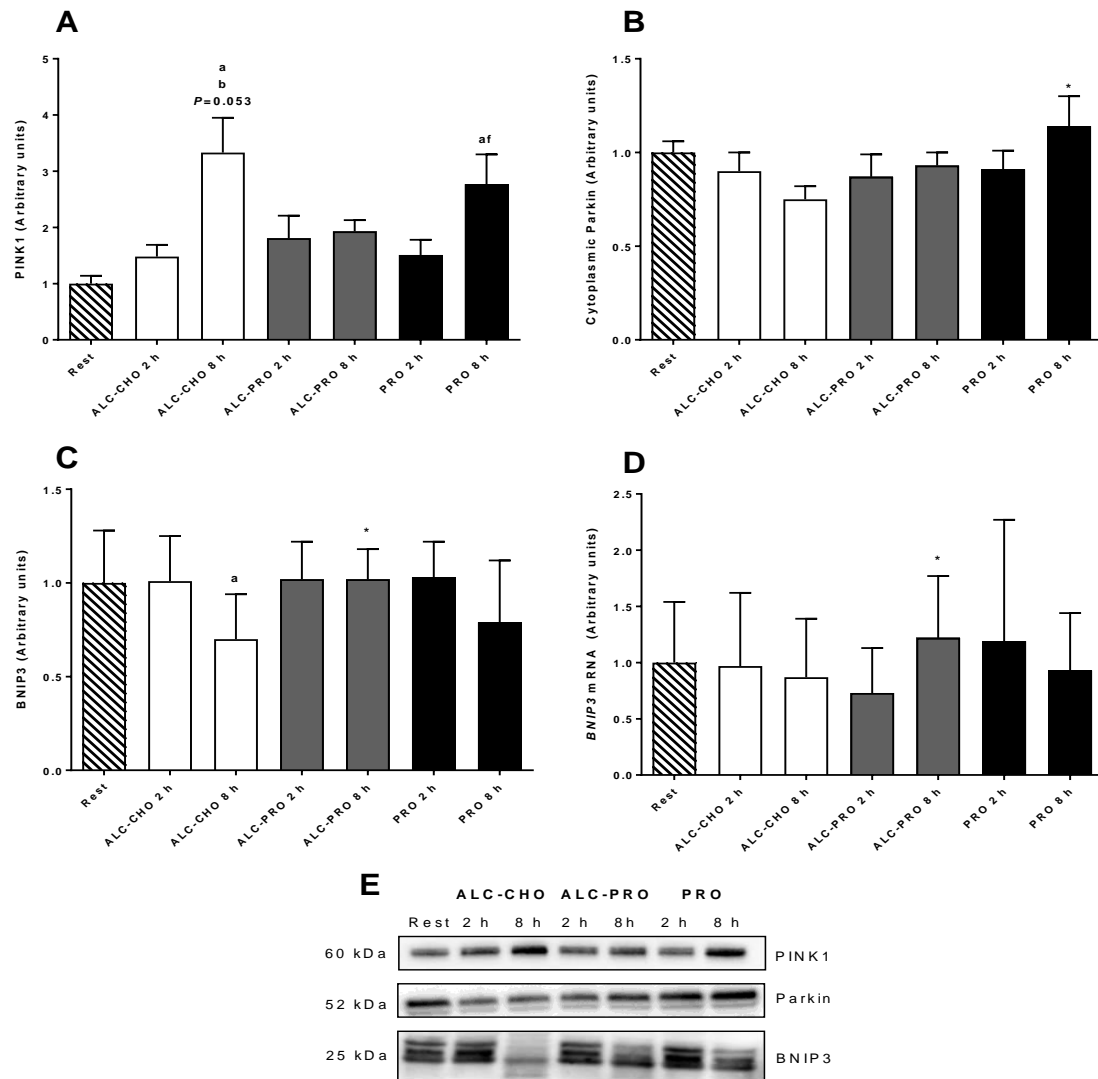 A
PINK1 (Arbitrary units)
5
4
3
2
1
0
a
b
P=0.053
af
Rest
ALC-CHO 2 h
ALC-CHO 8 h
ALC-PRO 2 h
ALC-PRO 8 h
PRO 2 h
PRO 8 h
B
Cytoplasmic Parkin (Arbitrary units)
1.5
1.0
0.5
0.0
*
Rest
ALC-CHO 2 h
ALC-CHO 8 h
ALC-PRO 2 h
ALC-PRO 8 h
PRO 2 h
PRO 8 h
C
BNIP3 (Arbitrary units)
1.5
1.0
0.5
0.0
a
*
Rest
ALC-CHO 2 h
ALC-CHO 8 h
ALC-PRO 2 h
ALC-PRO 8 h
PRO 2 h
PRO 8 h
D
BNIP3 mRNA (Arbitrary units)
2.5
2.0
1.5
1.0
0.5
0.0
*
Rest
ALC-CHO 2 h
ALC-CHO 8 h
ALC-PRO 2 h
ALC-PRO 8 h
PRO 2 h
PRO 8 h
E
ALC-CHO ALC-PRO PRO
Rest 2 h 8 h 2 h 8h 2 h 8 h
60 kDa PINK1
52 kDa Parkin
25 kDa BNIP3